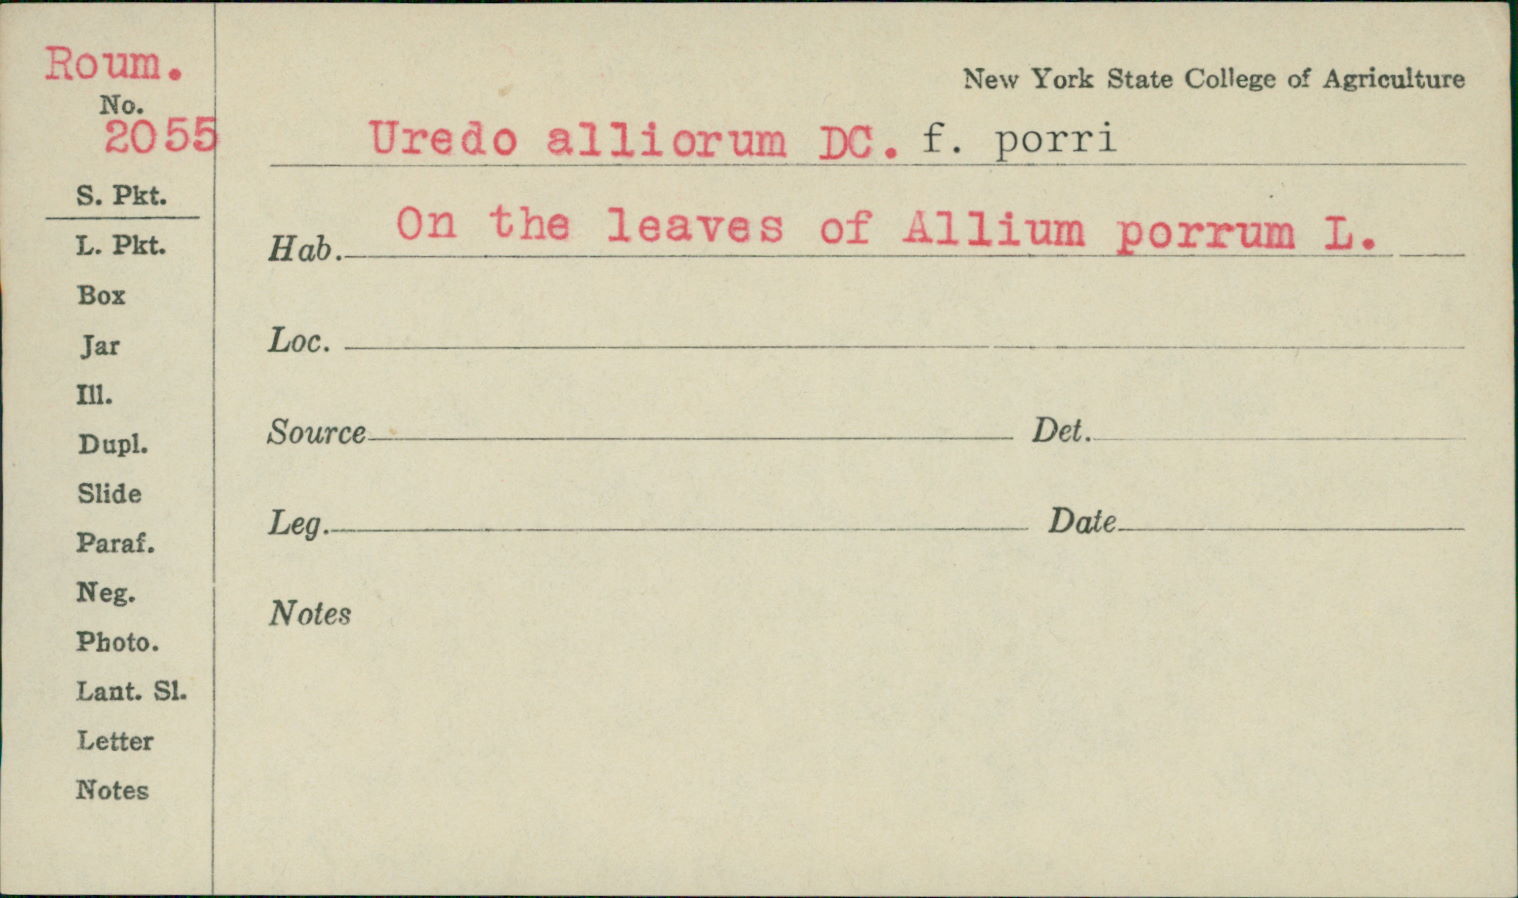 Roum.
No.
2055
S. Pkt.
L. Pkt.
Box
Jar
Ill.
Dupl.
Slide
Paraf.
Neg.
Photo.
Lant. Sl.
Letter
Notes
New York State College of Agriculture
Uredo alliorum DC. f. porri
Hab. On the leaves of Allium porrum L.
Loc.
Source Det.
Leg. Date
Notes